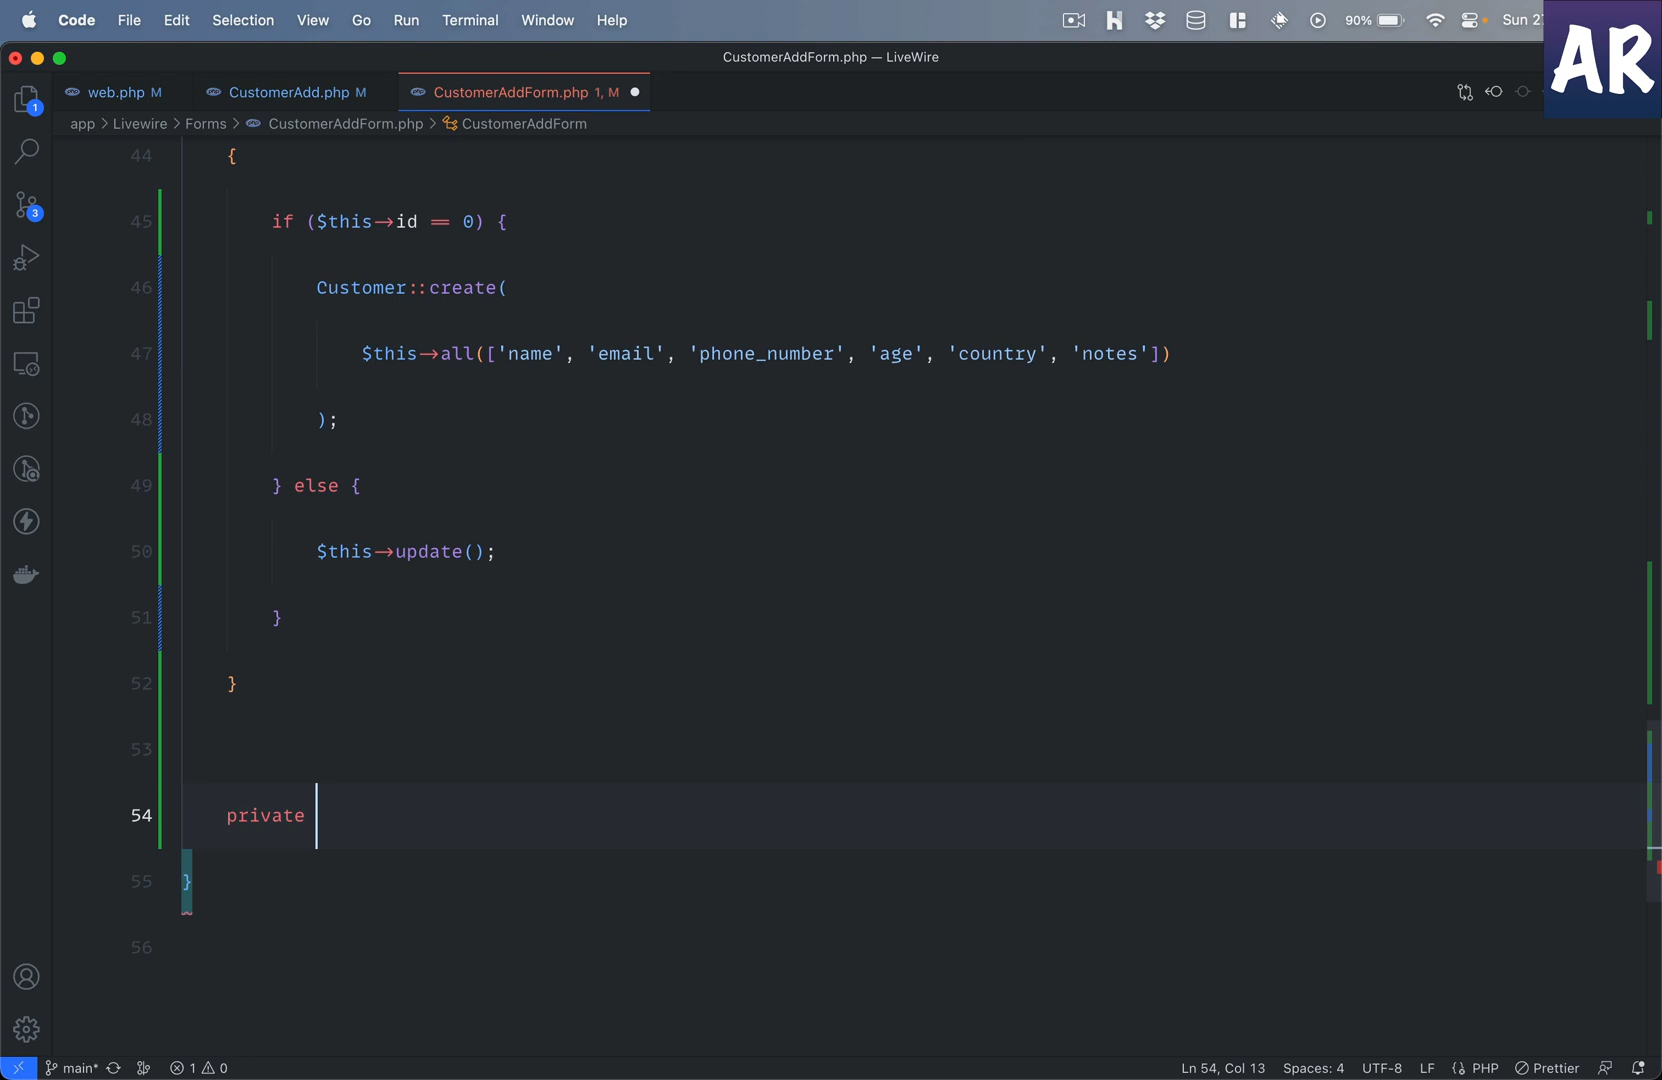 Code File Edit Selection View Go Run Terminal Window Help 90% Sun 27
AR
CustomerAddForm.php — LiveWire
web.php M CustomerAdd.php M CustomerAddForm.php 1, M
app > Livewire > Forms > CustomerAddForm.php > CustomerAddForm
44 {
45 if ($this->id == 0) {
46 Customer::create(
47 $this->all(['name', 'email', 'phone_number', 'age', 'country', 'notes'])
48 );
49 } else {
50 $this->update();
51 }
52 }
53
54 private
55 }
56
1
3
main* 1 0 Ln 54, Col 13 Spaces: 4 UTF-8 LF PHP Prettier